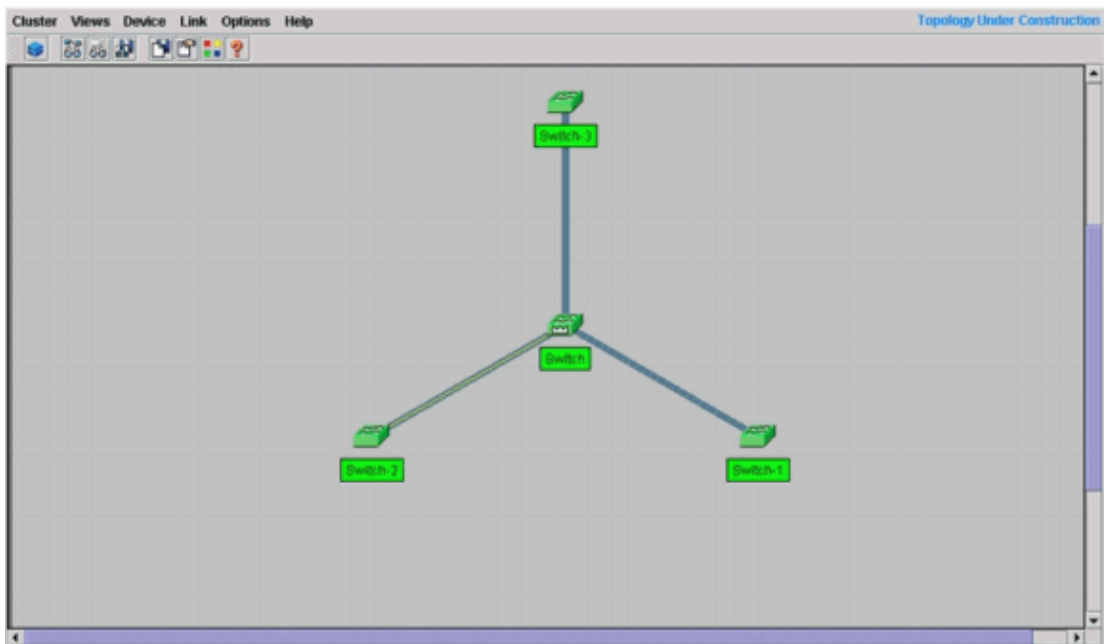 Cluster Views Device Link Options Help Topology Under Construction
Switch-3
Switch
Switch-2 Switch-1